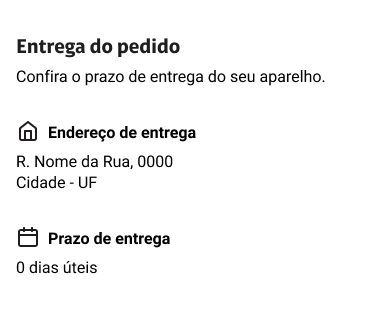 Entrega do pedido
Confira o prazo de entrega do seu aparelho.
Endereço de entrega
R. Nome da Rua, 0000
Cidade - UF
Prazo de entrega
0 dias úteis